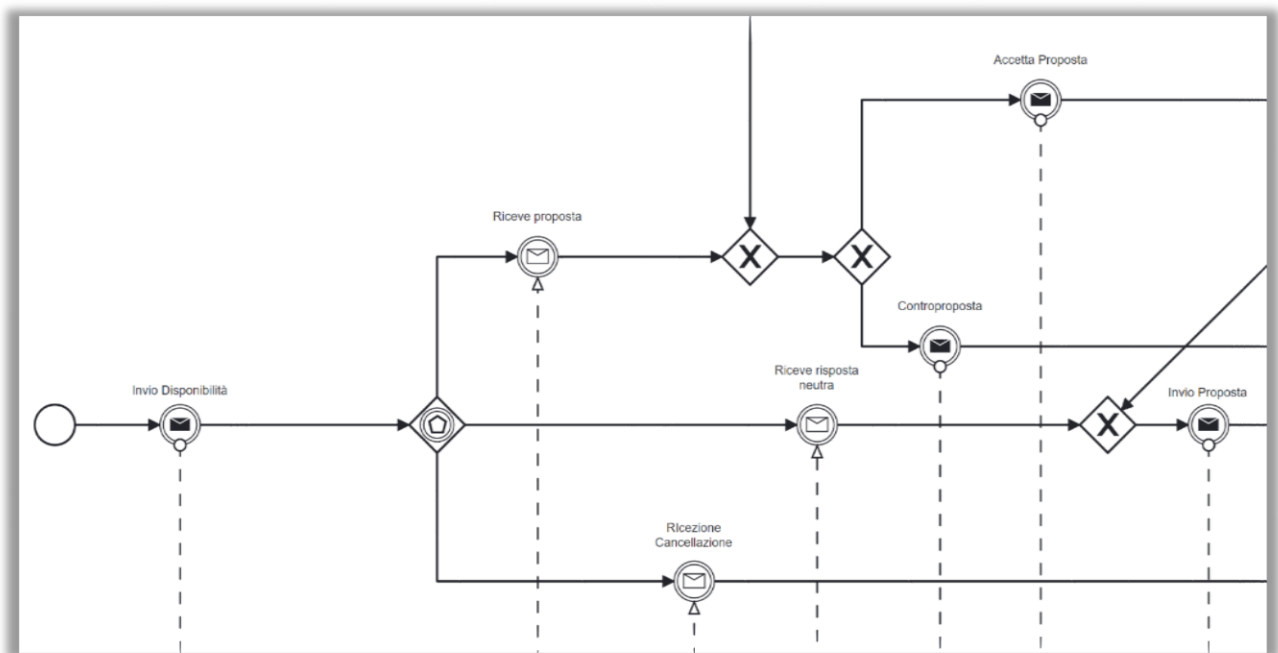 Accetta Proposta
Riceve proposta
Controproposta
Riceve risposta
neutra
Invio Disponibilità
Invio Proposta
RIcezione
Cancellazione